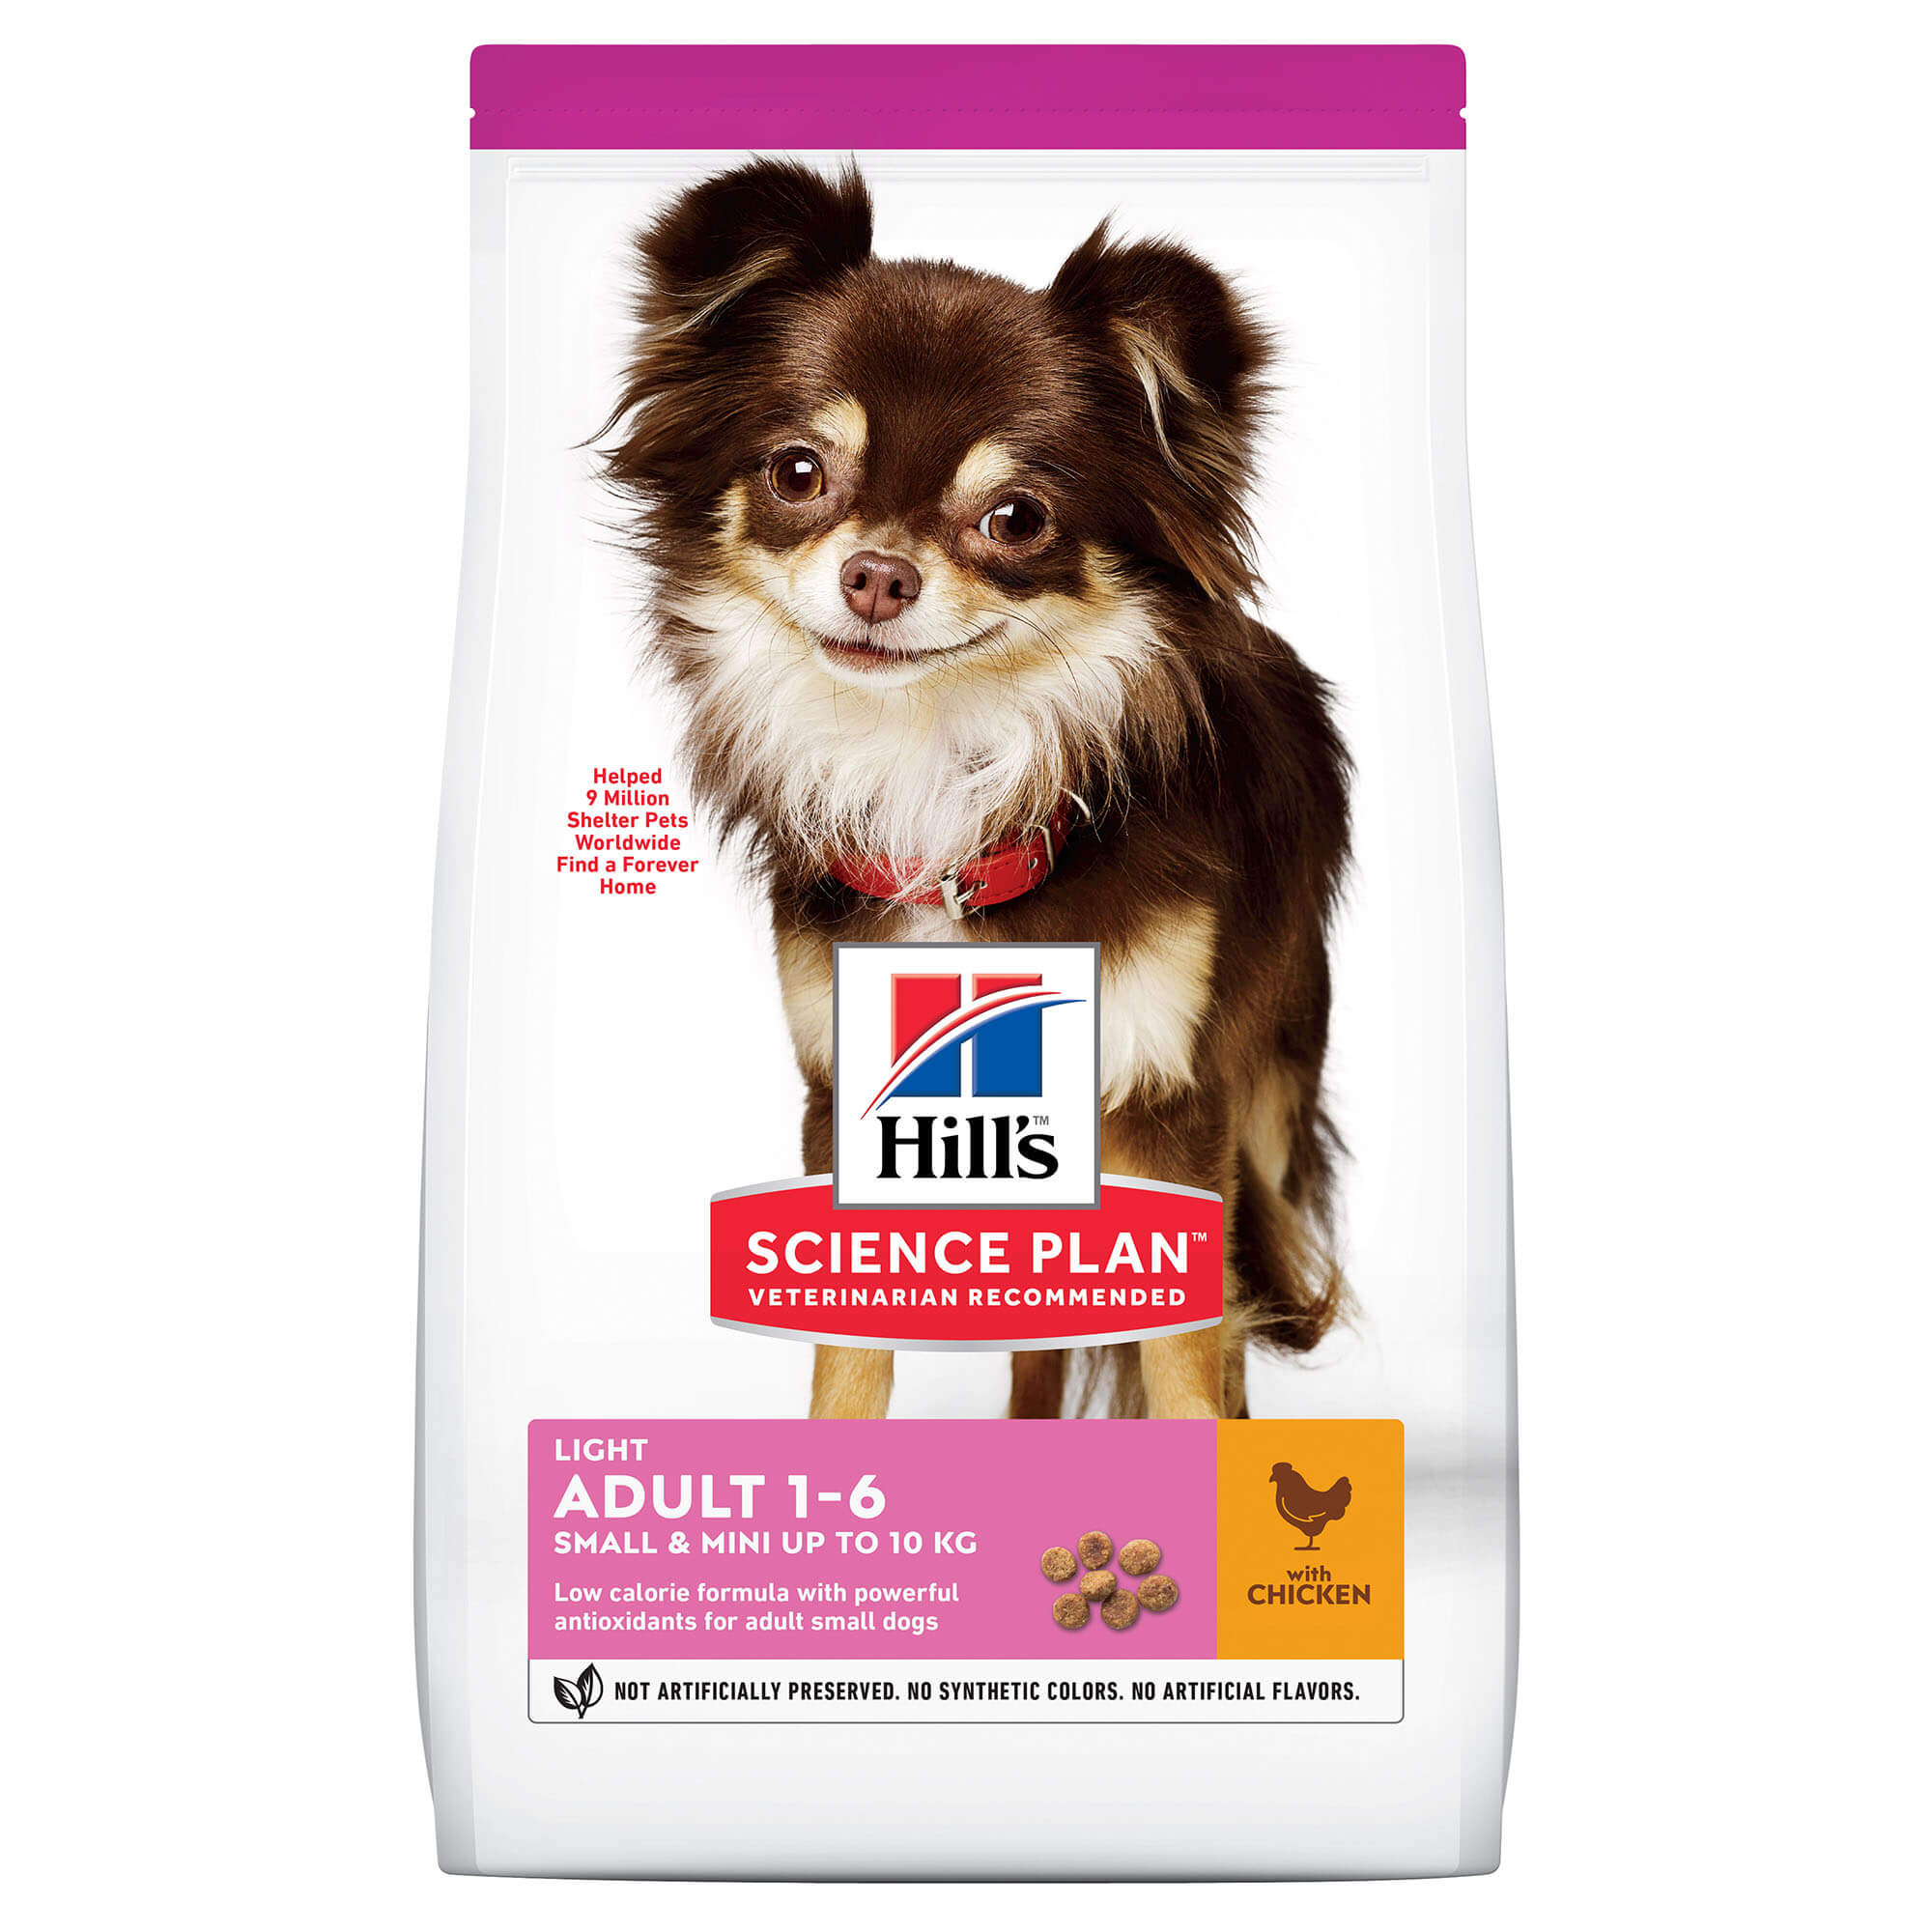 Helped
9 Million
Shelter Pets
Worldwide
Find a Forever
Home
Hill's™
SCIENCE PLAN™
VETERINARIAN RECOMMENDED
LIGHT
ADULT 1-6
SMALL & MINI UP TO 10 KG
Low calorie formula with powerful
antioxidants for adult small dogs
with
CHICKEN
NOT ARTIFICIALLY PRESERVED. NO SYNTHETIC COLORS. NO ARTIFICIAL FLAVORS.